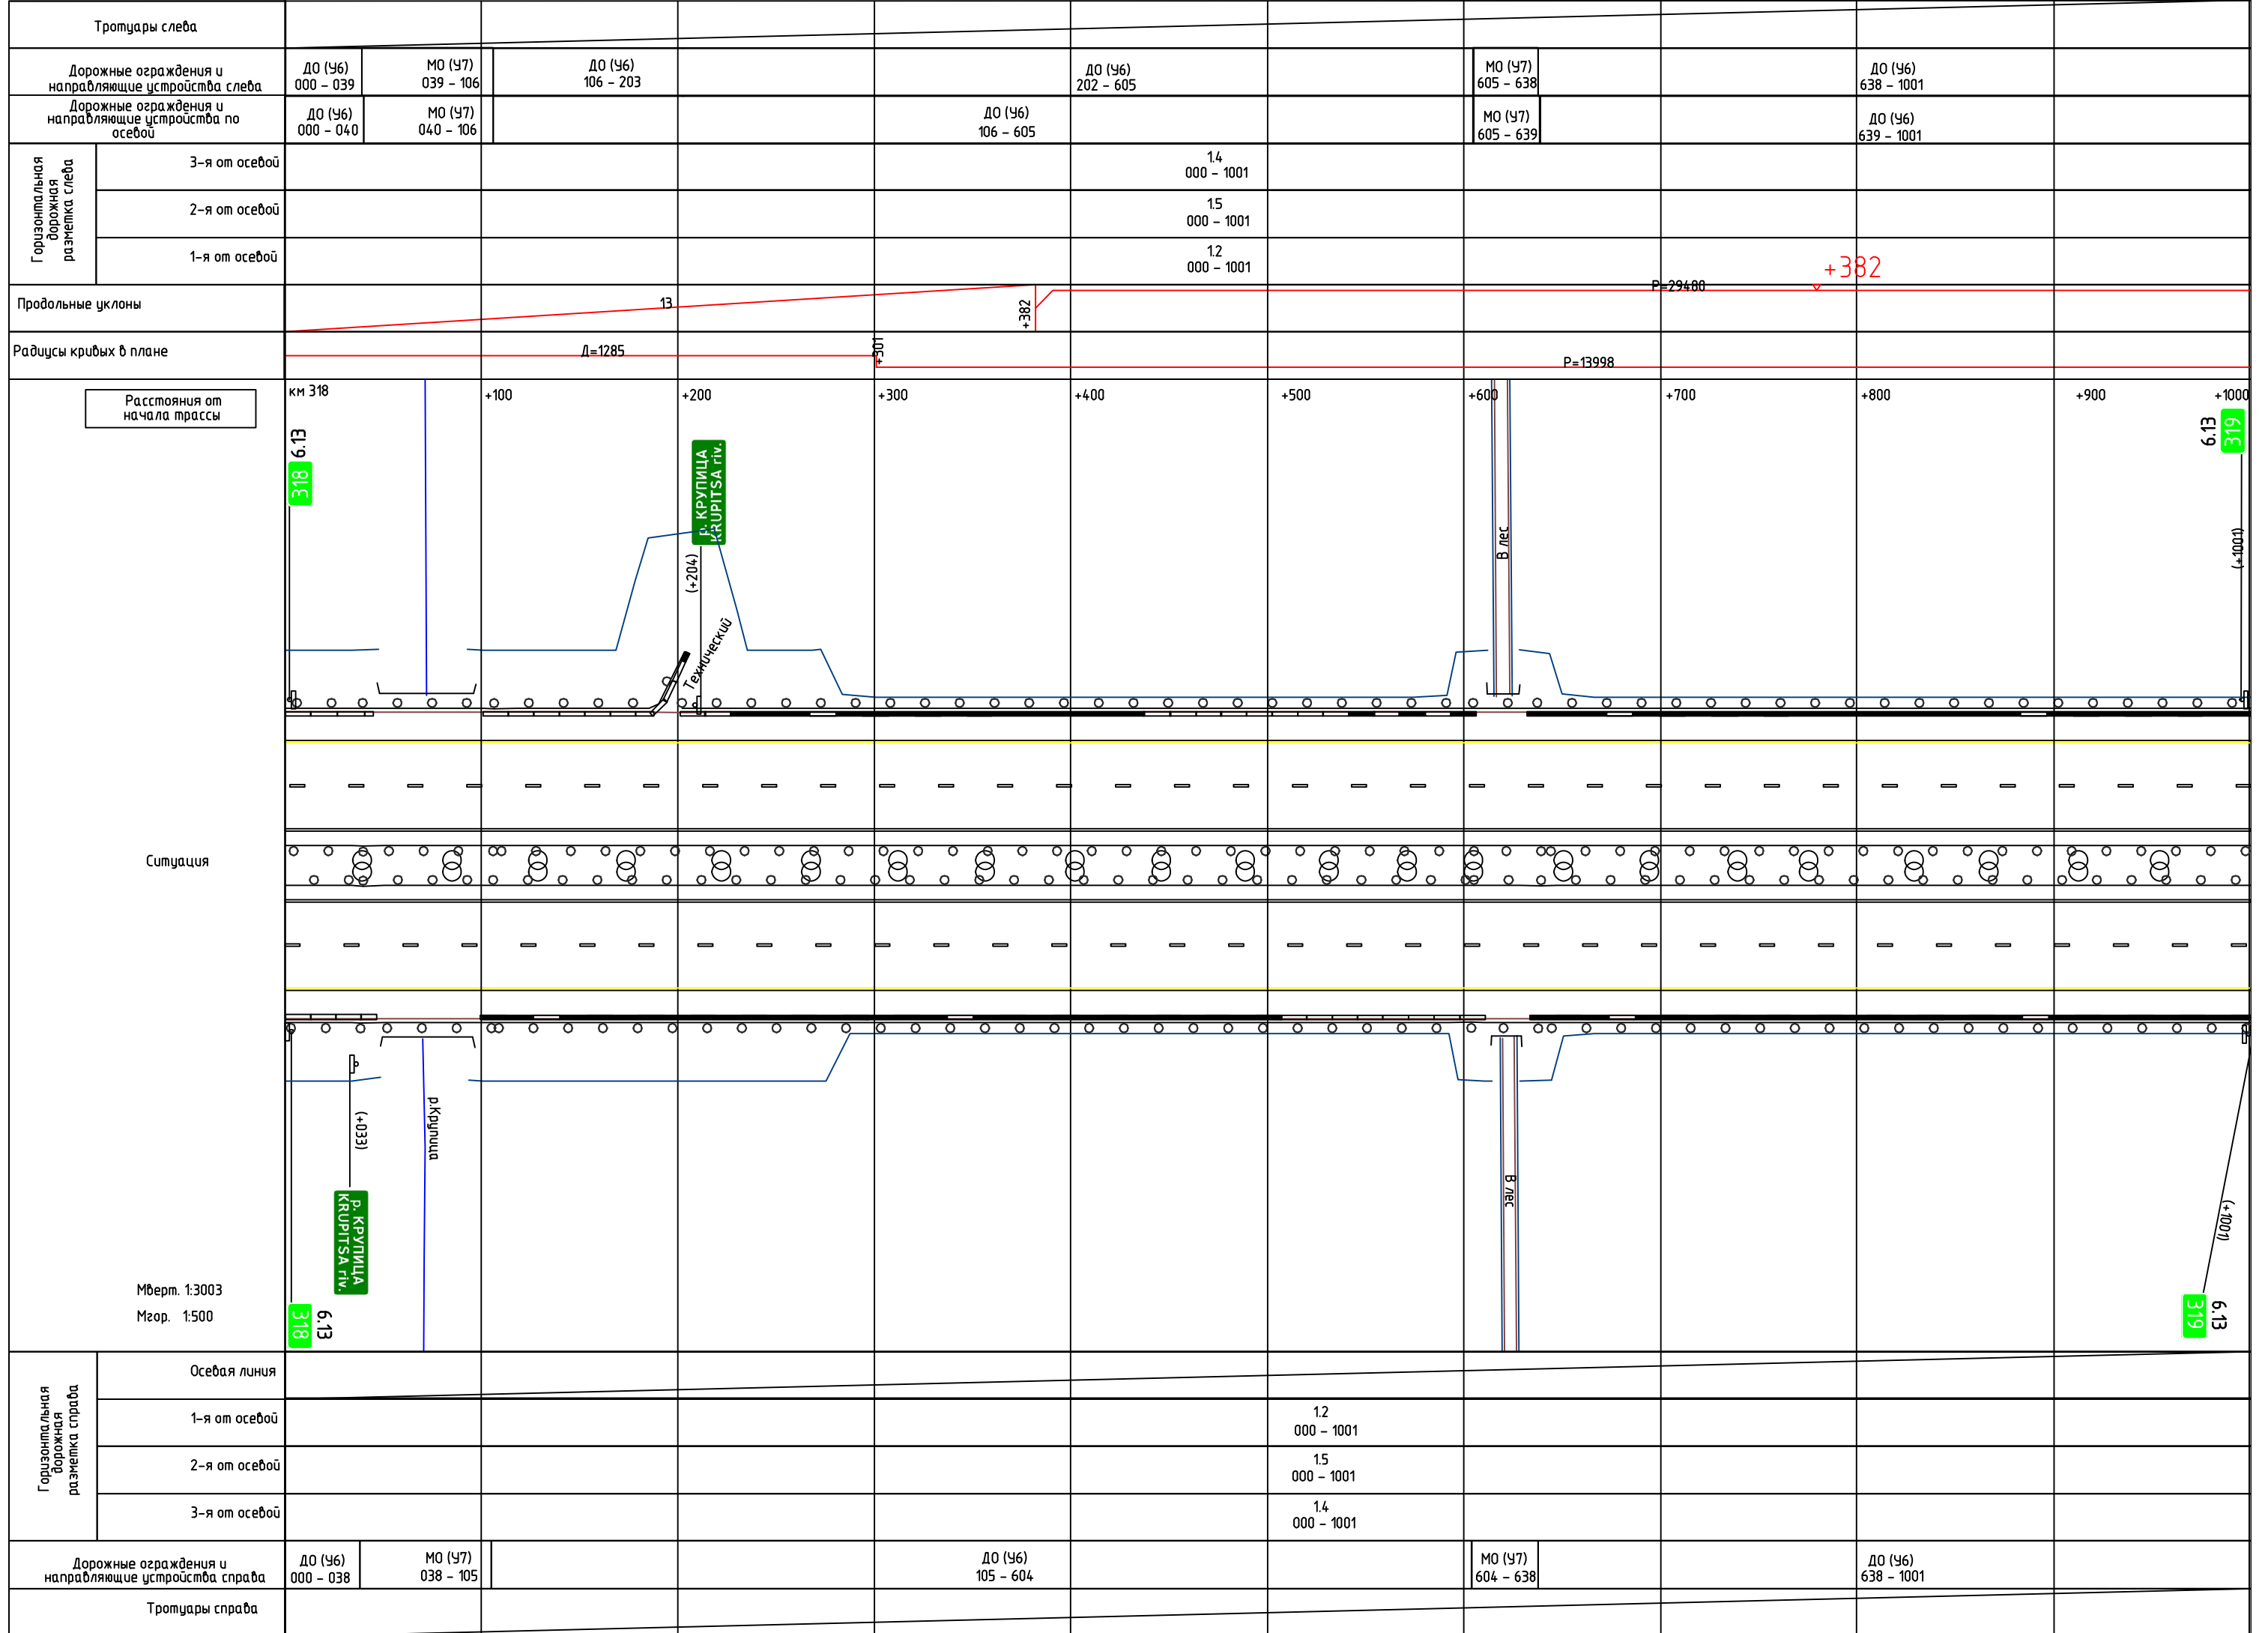 Тротуары слева
Дорожные ограждения и
направляющие устройства слева
ДО (У6)
000 - 039
МО (У7)
039 - 106
ДО (У6)
106 - 203
ДО (У6)
202 - 605
МО (У7)
605 - 638
ДО (У6)
638 - 1001
Дорожные ограждения и
направляющие устройства по
осевой
ДО (У6)
000 - 040
МО (У7)
040 - 106
ДО (У6)
106 - 605
МО (У7)
605 - 639
ДО (У6)
639 - 1001
Горизонтальная
дорожная
разметка слева
3-я от осевой
1.4
000 - 1001
2-я от осевой
1.5
000 - 1001
1-я от осевой
1.2
000 - 1001
Продольные уклоны
13
+382
Р=29480
+382
Радиусы кривых в плане
Д=1285
+301
Р=13998
Расстояния от
начала трассы
км 318
+100
+200
+300
+400
+500
+600
+700
+800
+900
+1000
318
6.13
р. КРУПИЦА
KRUPITSA riv.
(+204)
Технический
В лес
6.13
319
(+1001)
Ситуация
(+033)
р. КРУПИЦА
KRUPITSA riv.
р.Крупица
В лес
(+1001)
318
6.13
319
6.13
Мверт. 1:3003
Мгор. 1:500
Горизонтальная
дорожная
разметка справа
Осевая линия
1-я от осевой
1.2
000 - 1001
2-я от осевой
1.5
000 - 1001
3-я от осевой
1.4
000 - 1001
Дорожные ограждения и
направляющие устройства справа
ДО (У6)
000 - 038
МО (У7)
038 - 105
ДО (У6)
105 - 604
МО (У7)
604 - 638
ДО (У6)
638 - 1001
Тротуары справа